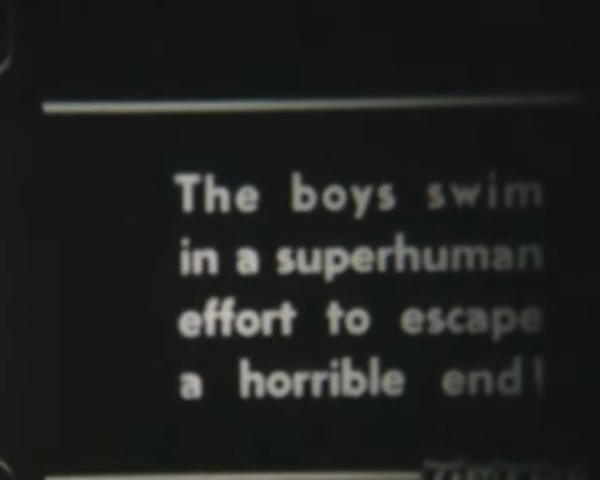 The boys swim
in a superhuman
effort to escape
a horrible end!